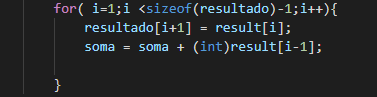 for( i=1;i <sizeof(resultado)-1;i++){
resultado[i+1] = result[i];
soma = soma + (int)result[i-1];
}